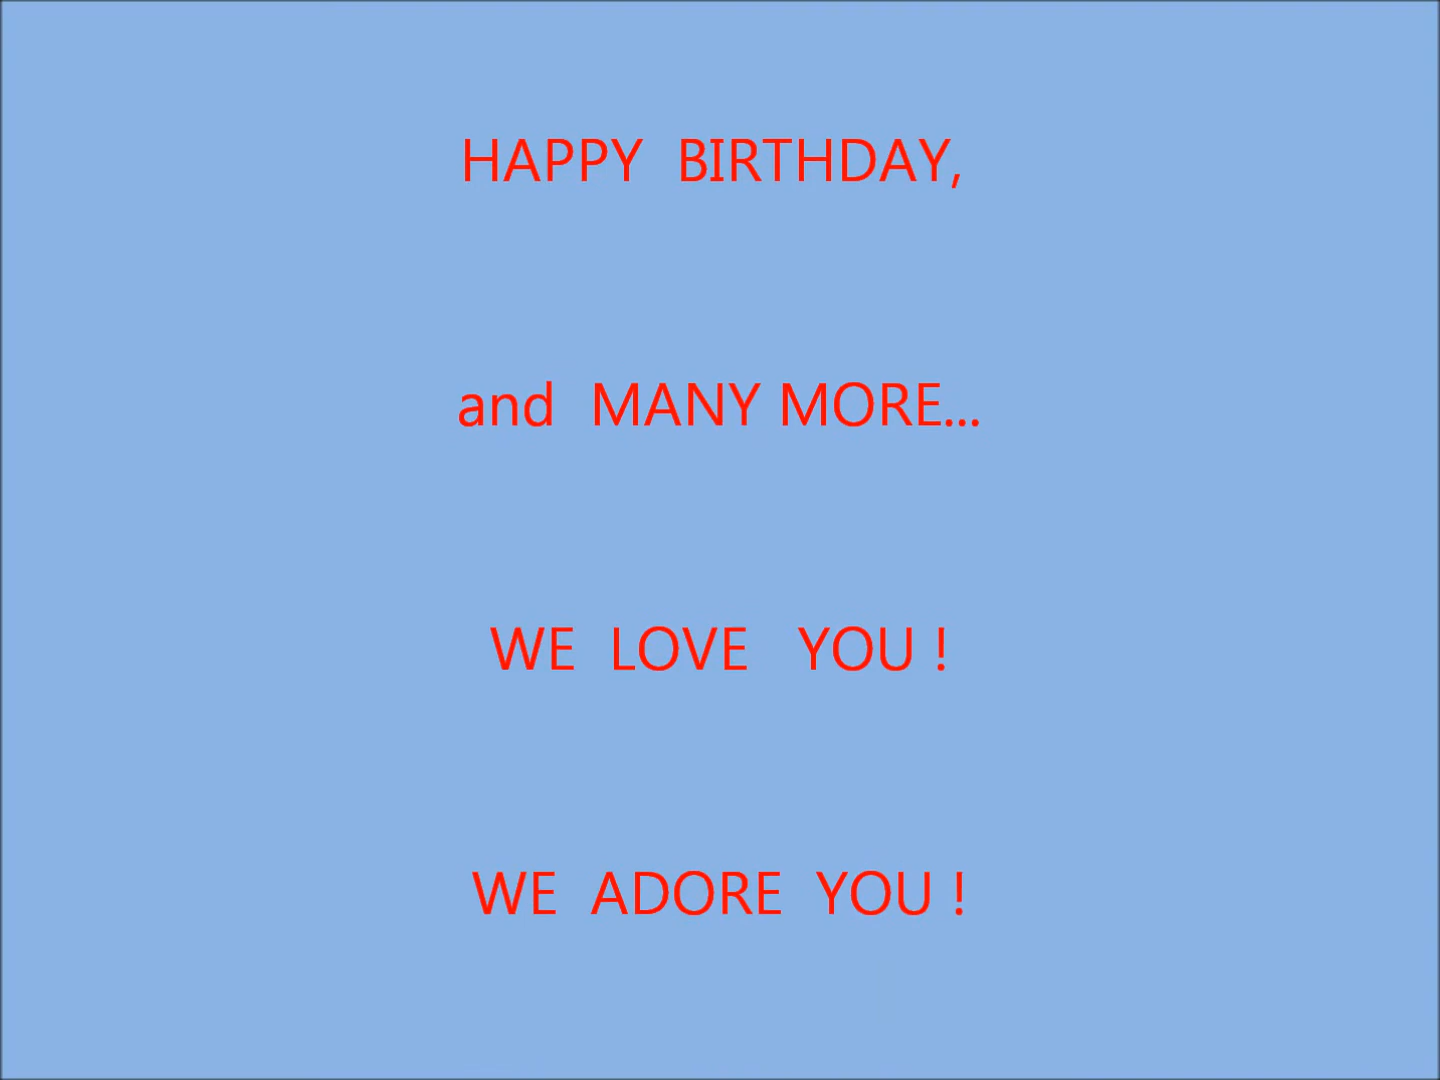 HAPPY  BIRTHDAY,
and  MANY MORE...
WE  LOVE   YOU !
WE  ADORE  YOU !